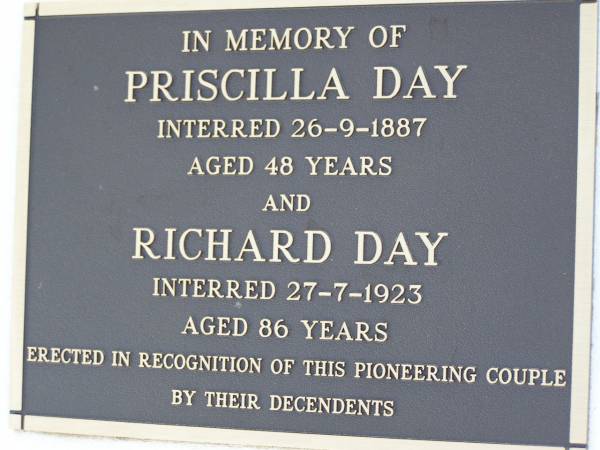 IN MEMORY OF
PRISCILLA DAY
INTERRED 26-9-1887
AGED 48 YEARS
AND
RICHARD DAY
INTERRED 27-7-1923
AGED 86 YEARS
ERECTED IN RECOGNITION OF THIS PIONEERING COUPLE
BY THEIR DECENDENTS